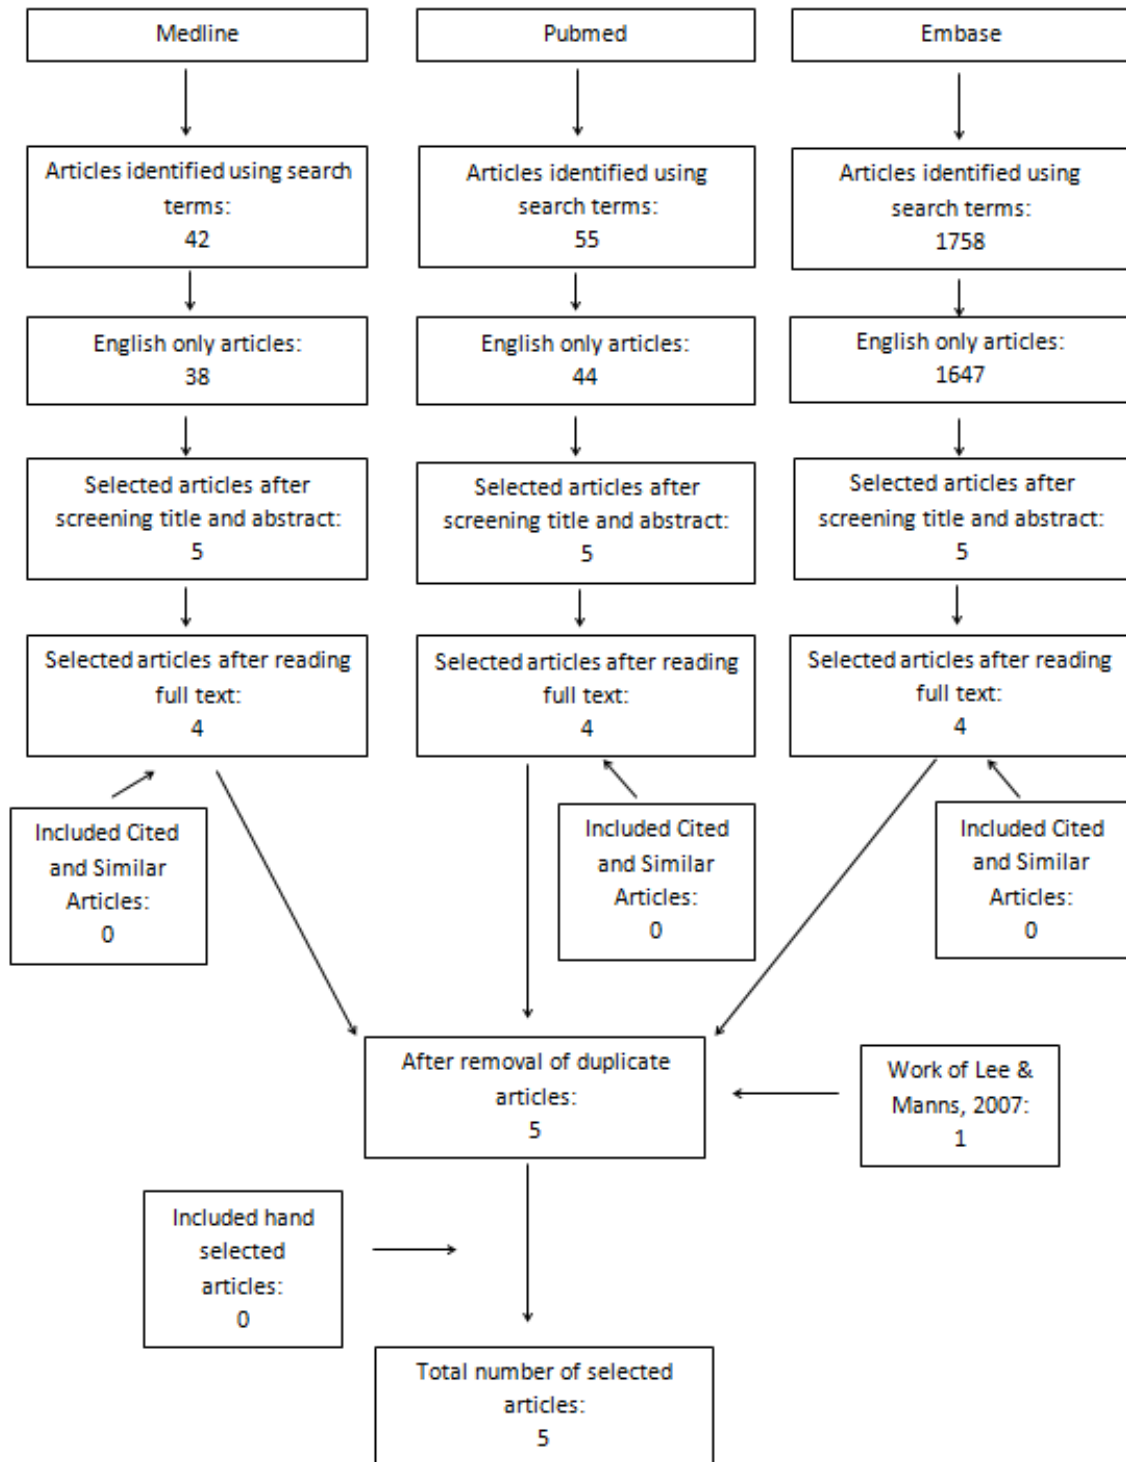 Medline
Pubmed
Embase
Articles identified using search
terms:
42
Articles identified using
search terms:
55
Articles identified using
search terms:
1758
English only articles:
38
English only articles:
44
English only articles:
1647
Selected articles after
screening title and abstract:
5
Selected articles after
screening title and abstract:
5
Selected articles after
screening title and abstract:
5
Selected articles after reading
full text:
4
Selected articles after reading
full text:
4
Selected articles after reading
full text:
4
Included Cited
and Similar
Articles:
0
Included Cited
and Similar
Articles:
0
Included Cited
and Similar
Articles:
0
After removal of duplicate
articles:
5
Work of Lee &
Manns, 2007:
1
Included hand
selected
articles:
0
Total number of selected
articles:
5